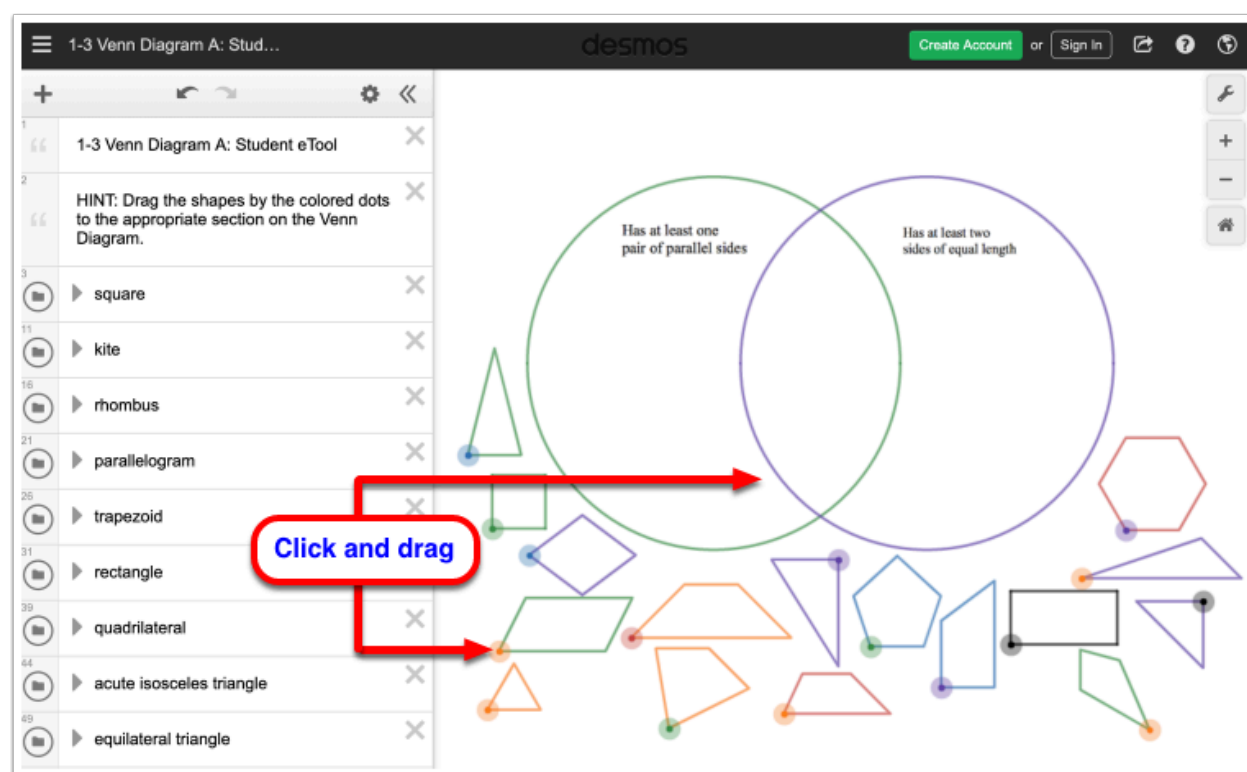 1-3 Venn Diagram A: Stud...
desmos
Create Account or Sign In
1
1-3 Venn Diagram A: Student eTool
2
HINT: Drag the shapes by the colored dots
to the appropriate section on the Venn
Diagram.
3
square
11
kite
16
rhombus
21
parallelogram
26
trapezoid
31
rectangle
39
quadrilateral
44
acute isosceles triangle
49
equilateral triangle
Click and drag
Has at least one
pair of parallel sides
Has at least two
sides of equal length